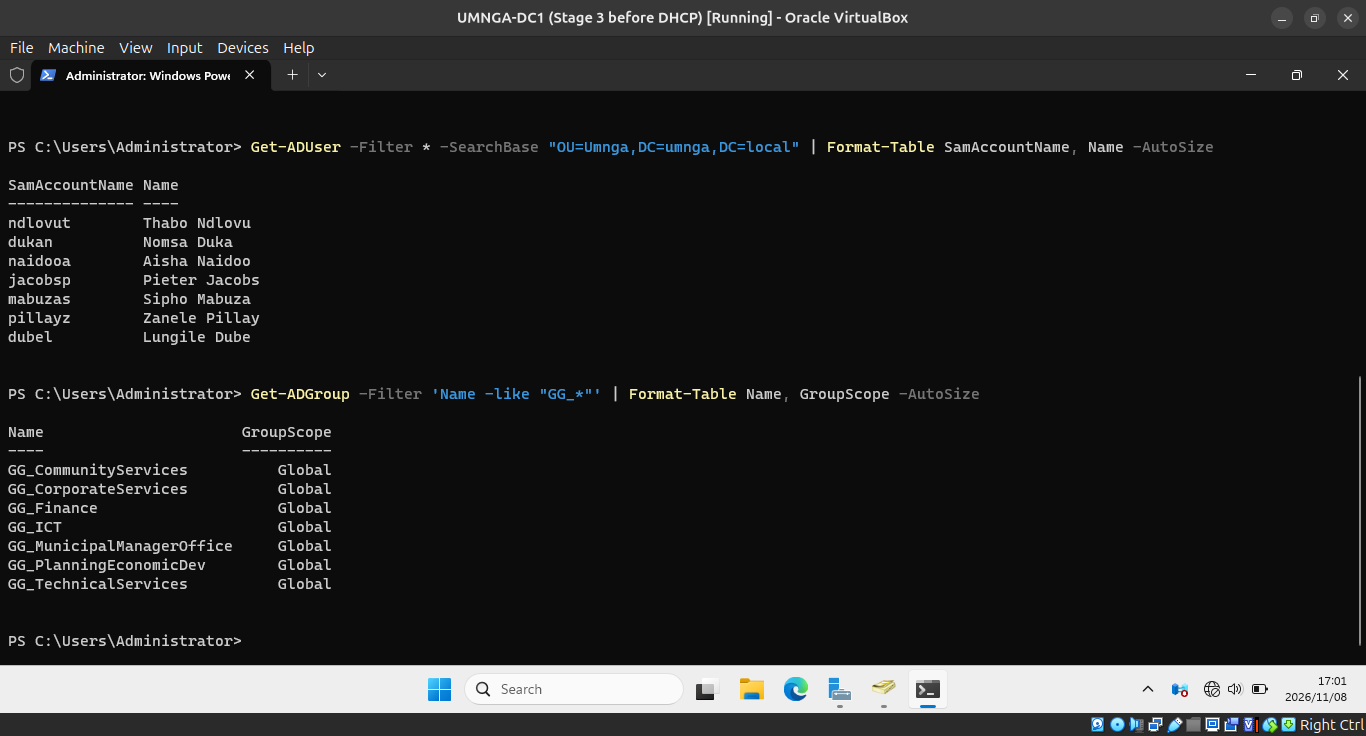 UMNGA-DC1 (Stage 3 before DHCP) [Running] - Oracle VirtualBox
File Machine View Input Devices Help
Administrator: Windows Powe
PS C:\Users\Administrator> Get-ADUser -Filter * -SearchBase "OU=Umnga,DC=umnga,DC=local" | Format-Table SamAccountName, Name -AutoSize
SamAccountName Name
-------------- ----
ndlovut        Thabo Ndlovu
dukan          Nomsa Duka
naidooa        Aisha Naidoo
jacobsp        Pieter Jacobs
mabuzas        Sipho Mabuza
pillayz        Zanele Pillay
dubel          Lungile Dube
PS C:\Users\Administrator> Get-ADGroup -Filter 'Name -like "GG_*"' | Format-Table Name, GroupScope -AutoSize
Name                      GroupScope
----                      ----------
GG_CommunityServices          Global
GG_CorporateServices          Global
GG_Finance                    Global
GG_ICT                        Global
GG_MunicipalManagerOffice     Global
GG_PlanningEconomicDev        Global
GG_TechnicalServices          Global
PS C:\Users\Administrator>
Search
17:01
2026/11/08
Right Ctrl